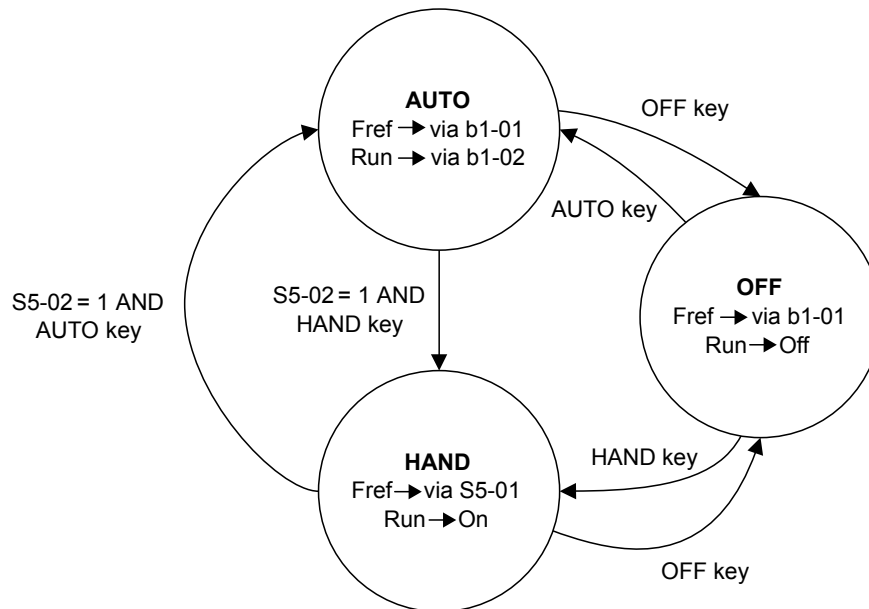 AUTO
Fref → via b1-01
Run → via b1-02
OFF key
AUTO key
S5-02 = 1 AND
AUTO key
S5-02 = 1 AND
HAND key
OFF
Fref → via b1-01
Run → Off
HAND
Fref → via S5-01
Run → On
HAND key
OFF key